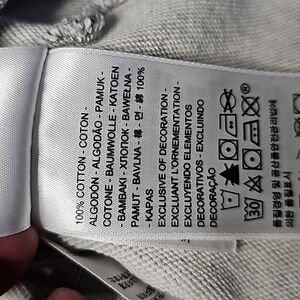 100% COTTON - COTON -
ALGODÓN - ALGODÃO - PAMUK -
COTONE - BAUMWOLLE - KATOEN
- BAMBAKI - ХЛОПОК - BAWEŁNA -
PAMUT - BAVLNA - 棉 - 면 - 綿 100%
- KAPAS
EXCLUSIVE OF DECORATION -
EXCLUANT L'ORNEMENTATION -
EXCLUYENDO ELEMENTOS
DECORATIVOS - EXCLUINDO
DECORAÇÃO
30